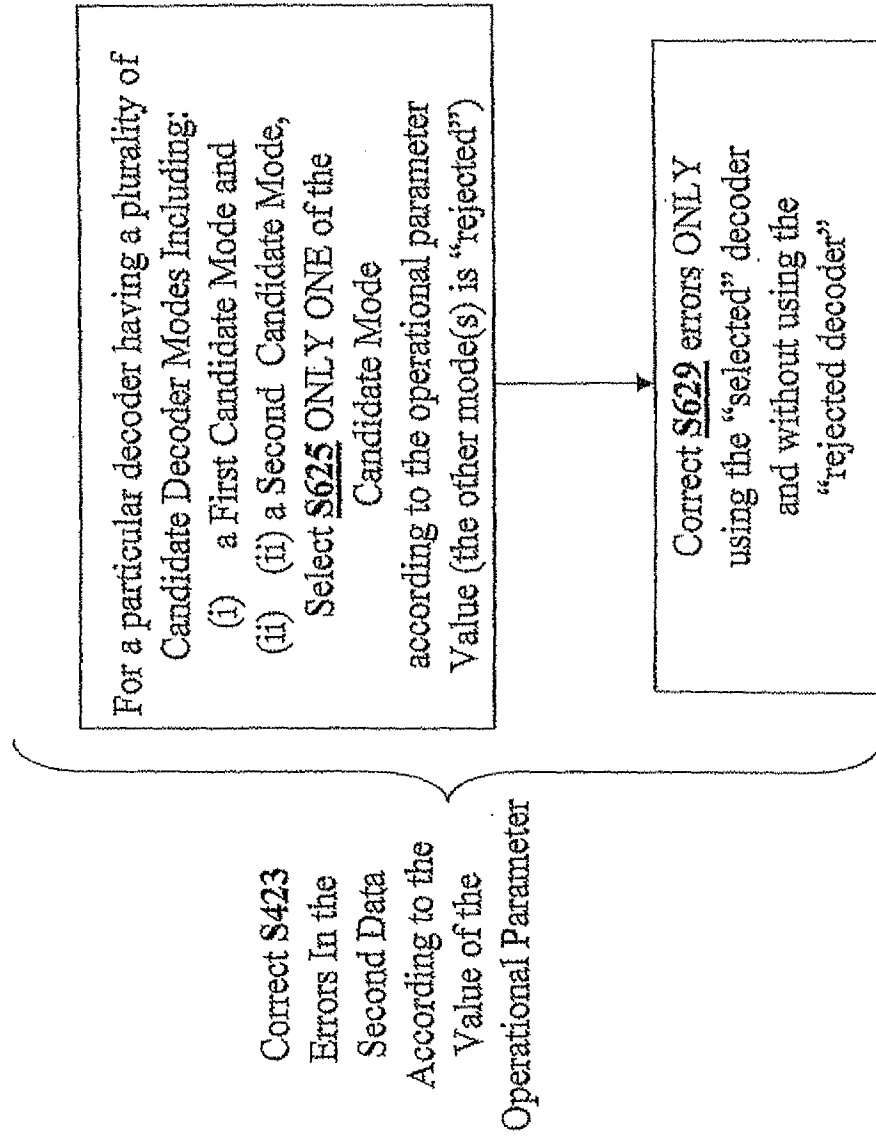 Correct S423
Errors In the
Second Data
According to the
Value of the
Operational Parameter
For a particular decoder having a plurality of
Candidate Decoder Modes Including:
(i) a First Candidate Mode and
(ii) (ii) a Second Candidate Mode,
Select S625 ONLY ONE of the
Candidate Mode
according to the operational parameter
Value (the other mode(s) is “rejected”)
Correct S629 errors ONLY
using the “selected” decoder
and without using the
“rejected decoder”